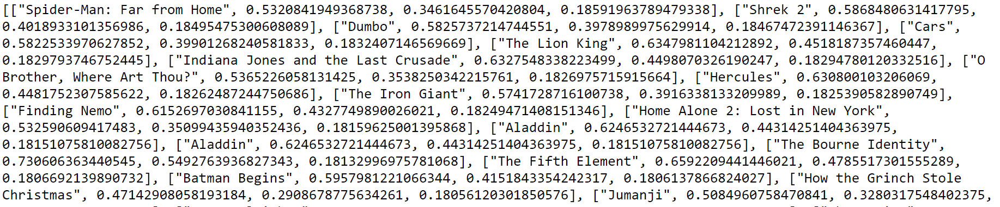 [["Spider-Man: Far from Home", 0.5320841949368738, 0.3461645570420804, 0.18591963789479338], ["Shrek 2", 0.5868480631417795,
0.4018933101356986, 0.18495475300608089], ["Dumbo", 0.5825737214744551, 0.3978989975629914, 0.18467472391146367], ["Cars",
0.5822533970627852, 0.39901268240581833, 0.1832407146569669], ["The Lion King", 0.6347981104212892, 0.4518187357460447,
0.1829793746752445], ["Indiana Jones and the Last Crusade", 0.6327548338223499, 0.4498070326190247, 0.18294780120332516], ["O
Brother, Where Art Thou?", 0.5365226058131425, 0.3538250342215761, 0.1826975715915664], ["Hercules", 0.630800103206069,
0.4481752307585622, 0.18262487244750686], ["The Iron Giant", 0.5741728716100738, 0.3916338133209989, 0.1825390582890749],
["Finding Nemo", 0.6152697030841155, 0.4327749890026021, 0.18249471408151346], ["Home Alone 2: Lost in New York",
0.532590609417483, 0.35099435940352436, 0.18159625001395868], ["Aladdin", 0.6246532721444673, 0.44314251404363975,
0.18151075810082756], ["Aladdin", 0.6246532721444673, 0.44314251404363975, 0.18151075810082756], ["The Bourne Identity",
0.730606363440545, 0.5492763936827343, 0.18132996975781068], ["The Fifth Element", 0.6592209441446021, 0.4785517301555289,
0.1806692139890732], ["Batman Begins", 0.5957981221066344, 0.4151843354242317, 0.1806137866824027], ["How the Grinch Stole
Christmas", 0.47142908058193184, 0.2908678775634261, 0.18056120301850576], ["Jumanji", 0.5084960758470841, 0.3280317548402375,